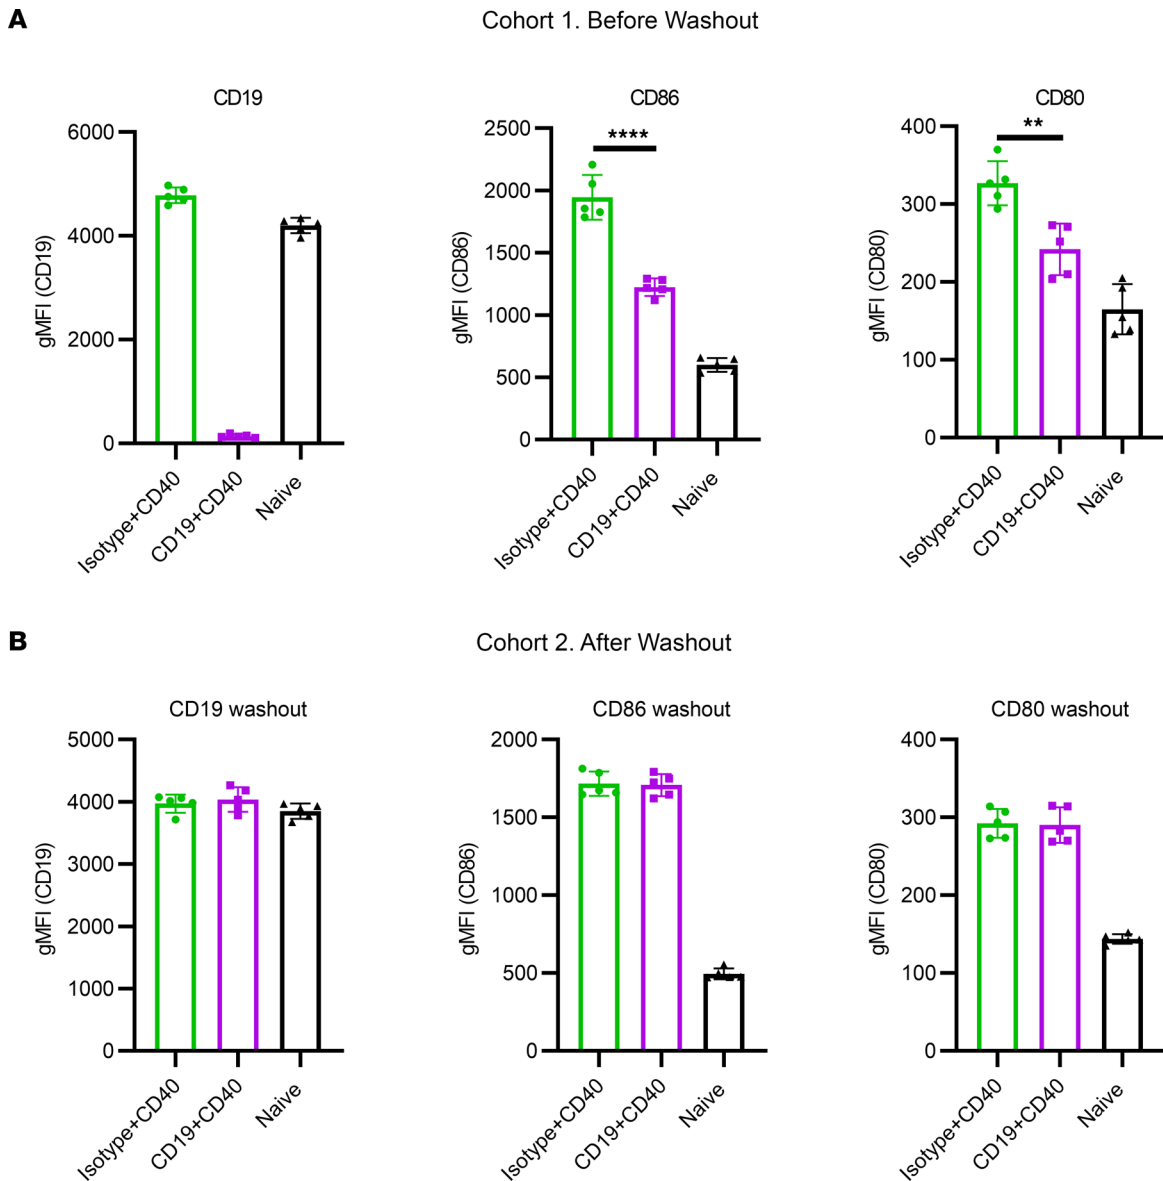 A
Cohort 1. Before Washout
CD19
CD86
CD80
gMFI (CD19)
6000
4000
2000
0
Isotype+CD40
CD19+CD40
Naive
gMFI (CD86)
2500
2000
1500
1000
500
0
****
Isotype+CD40
CD19+CD40
Naive
gMFI (CD80)
400
300
200
100
0
**
Isotype+CD40
CD19+CD40
Naive
B
Cohort 2. After Washout
CD19 washout
CD86 washout
CD80 washout
gMFI (CD19)
5000
4000
3000
2000
1000
0
Isotype+CD40
CD19+CD40
Naive
gMFI (CD86)
2000
1500
1000
500
0
Isotype+CD40
CD19+CD40
Naive
gMFI (CD80)
400
300
200
100
0
Isotype+CD40
CD19+CD40
Naive